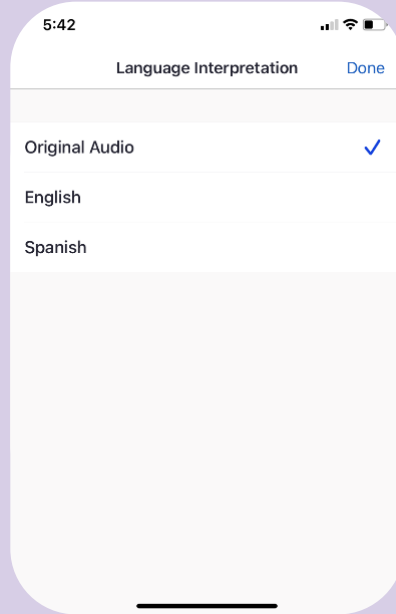 5:42
Language Interpretation Done
Original Audio
English
Spanish